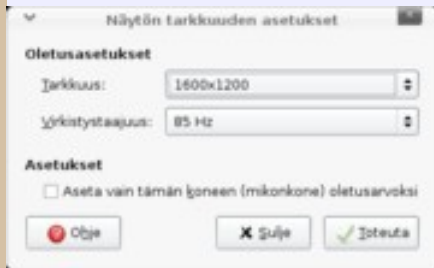 Näytön tarkkuuden asetukset
Oletusasetukset
Tarkkuus: 1600x1200
Virkistystaajuus: 85 Hz
Asetukset
Aseta vain tämän koneen (mikonkone) oletusarvoksi
Ohje Sulje Toteuta